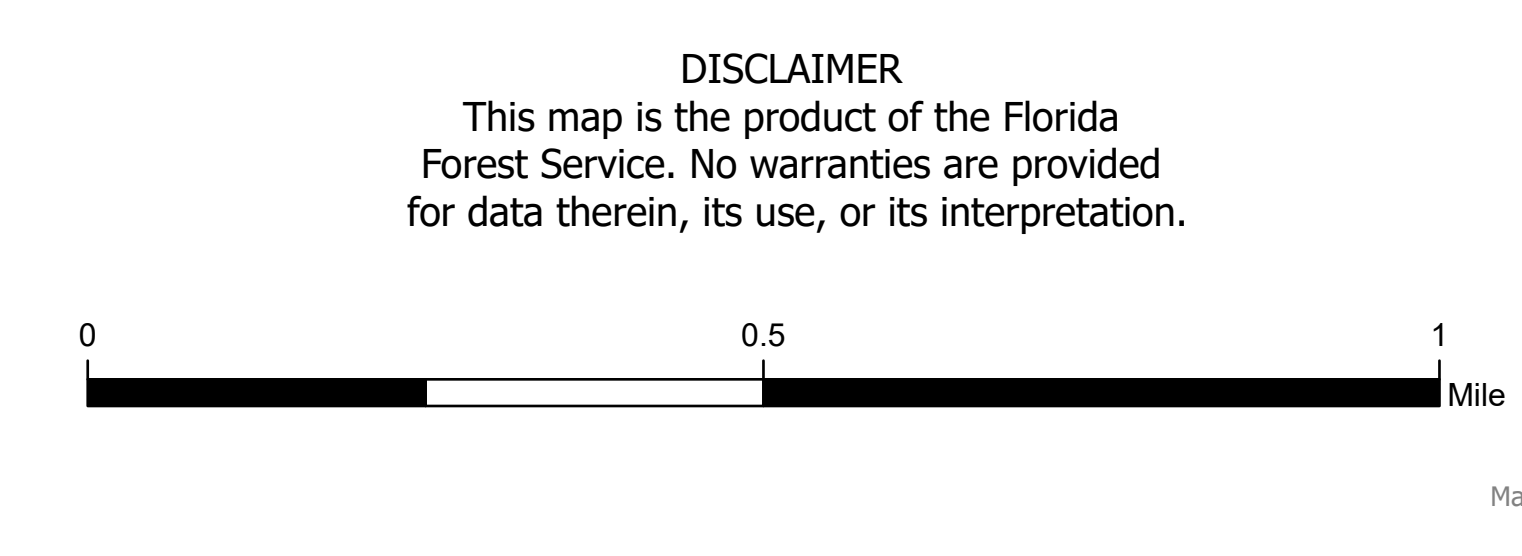 DISCLAIMER
This map is the product of the Florida
Forest Service. No warranties are provided
for data therein, its use, or its interpretation.
0 0.5 1
Mile
Ma